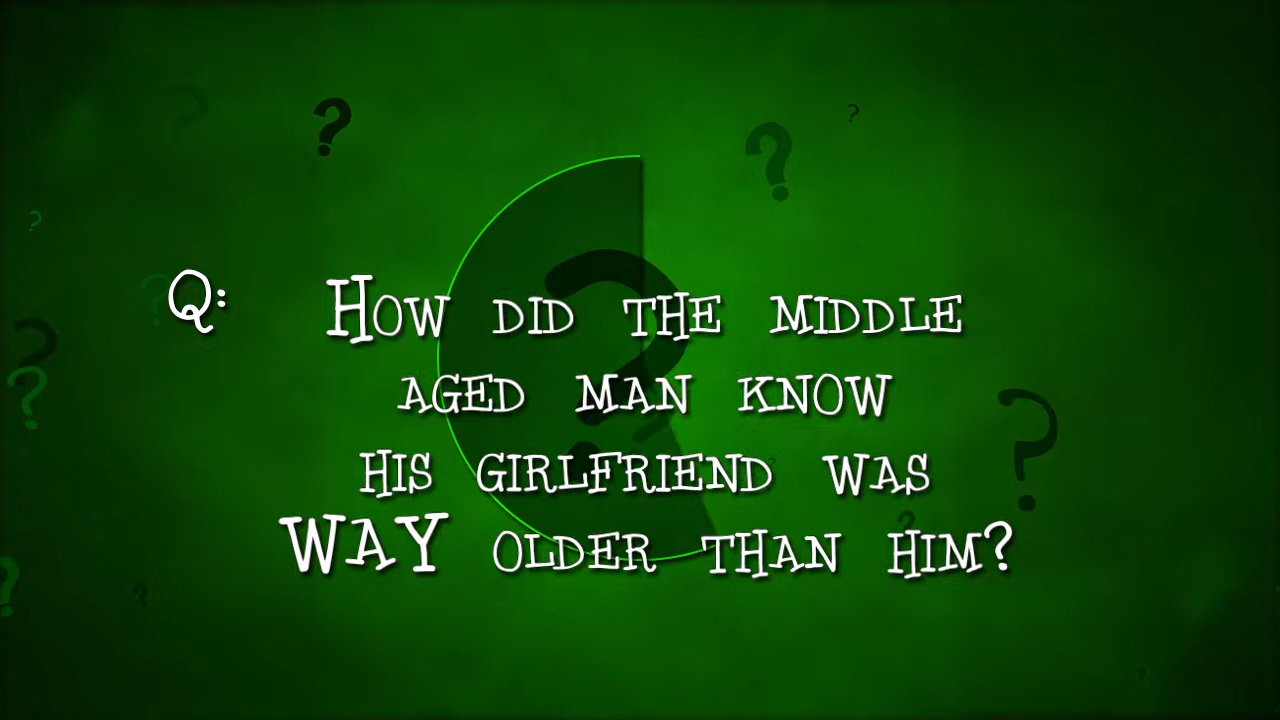 Q: How did the middle
aged man know
his girlfriend was
WAY older than him?